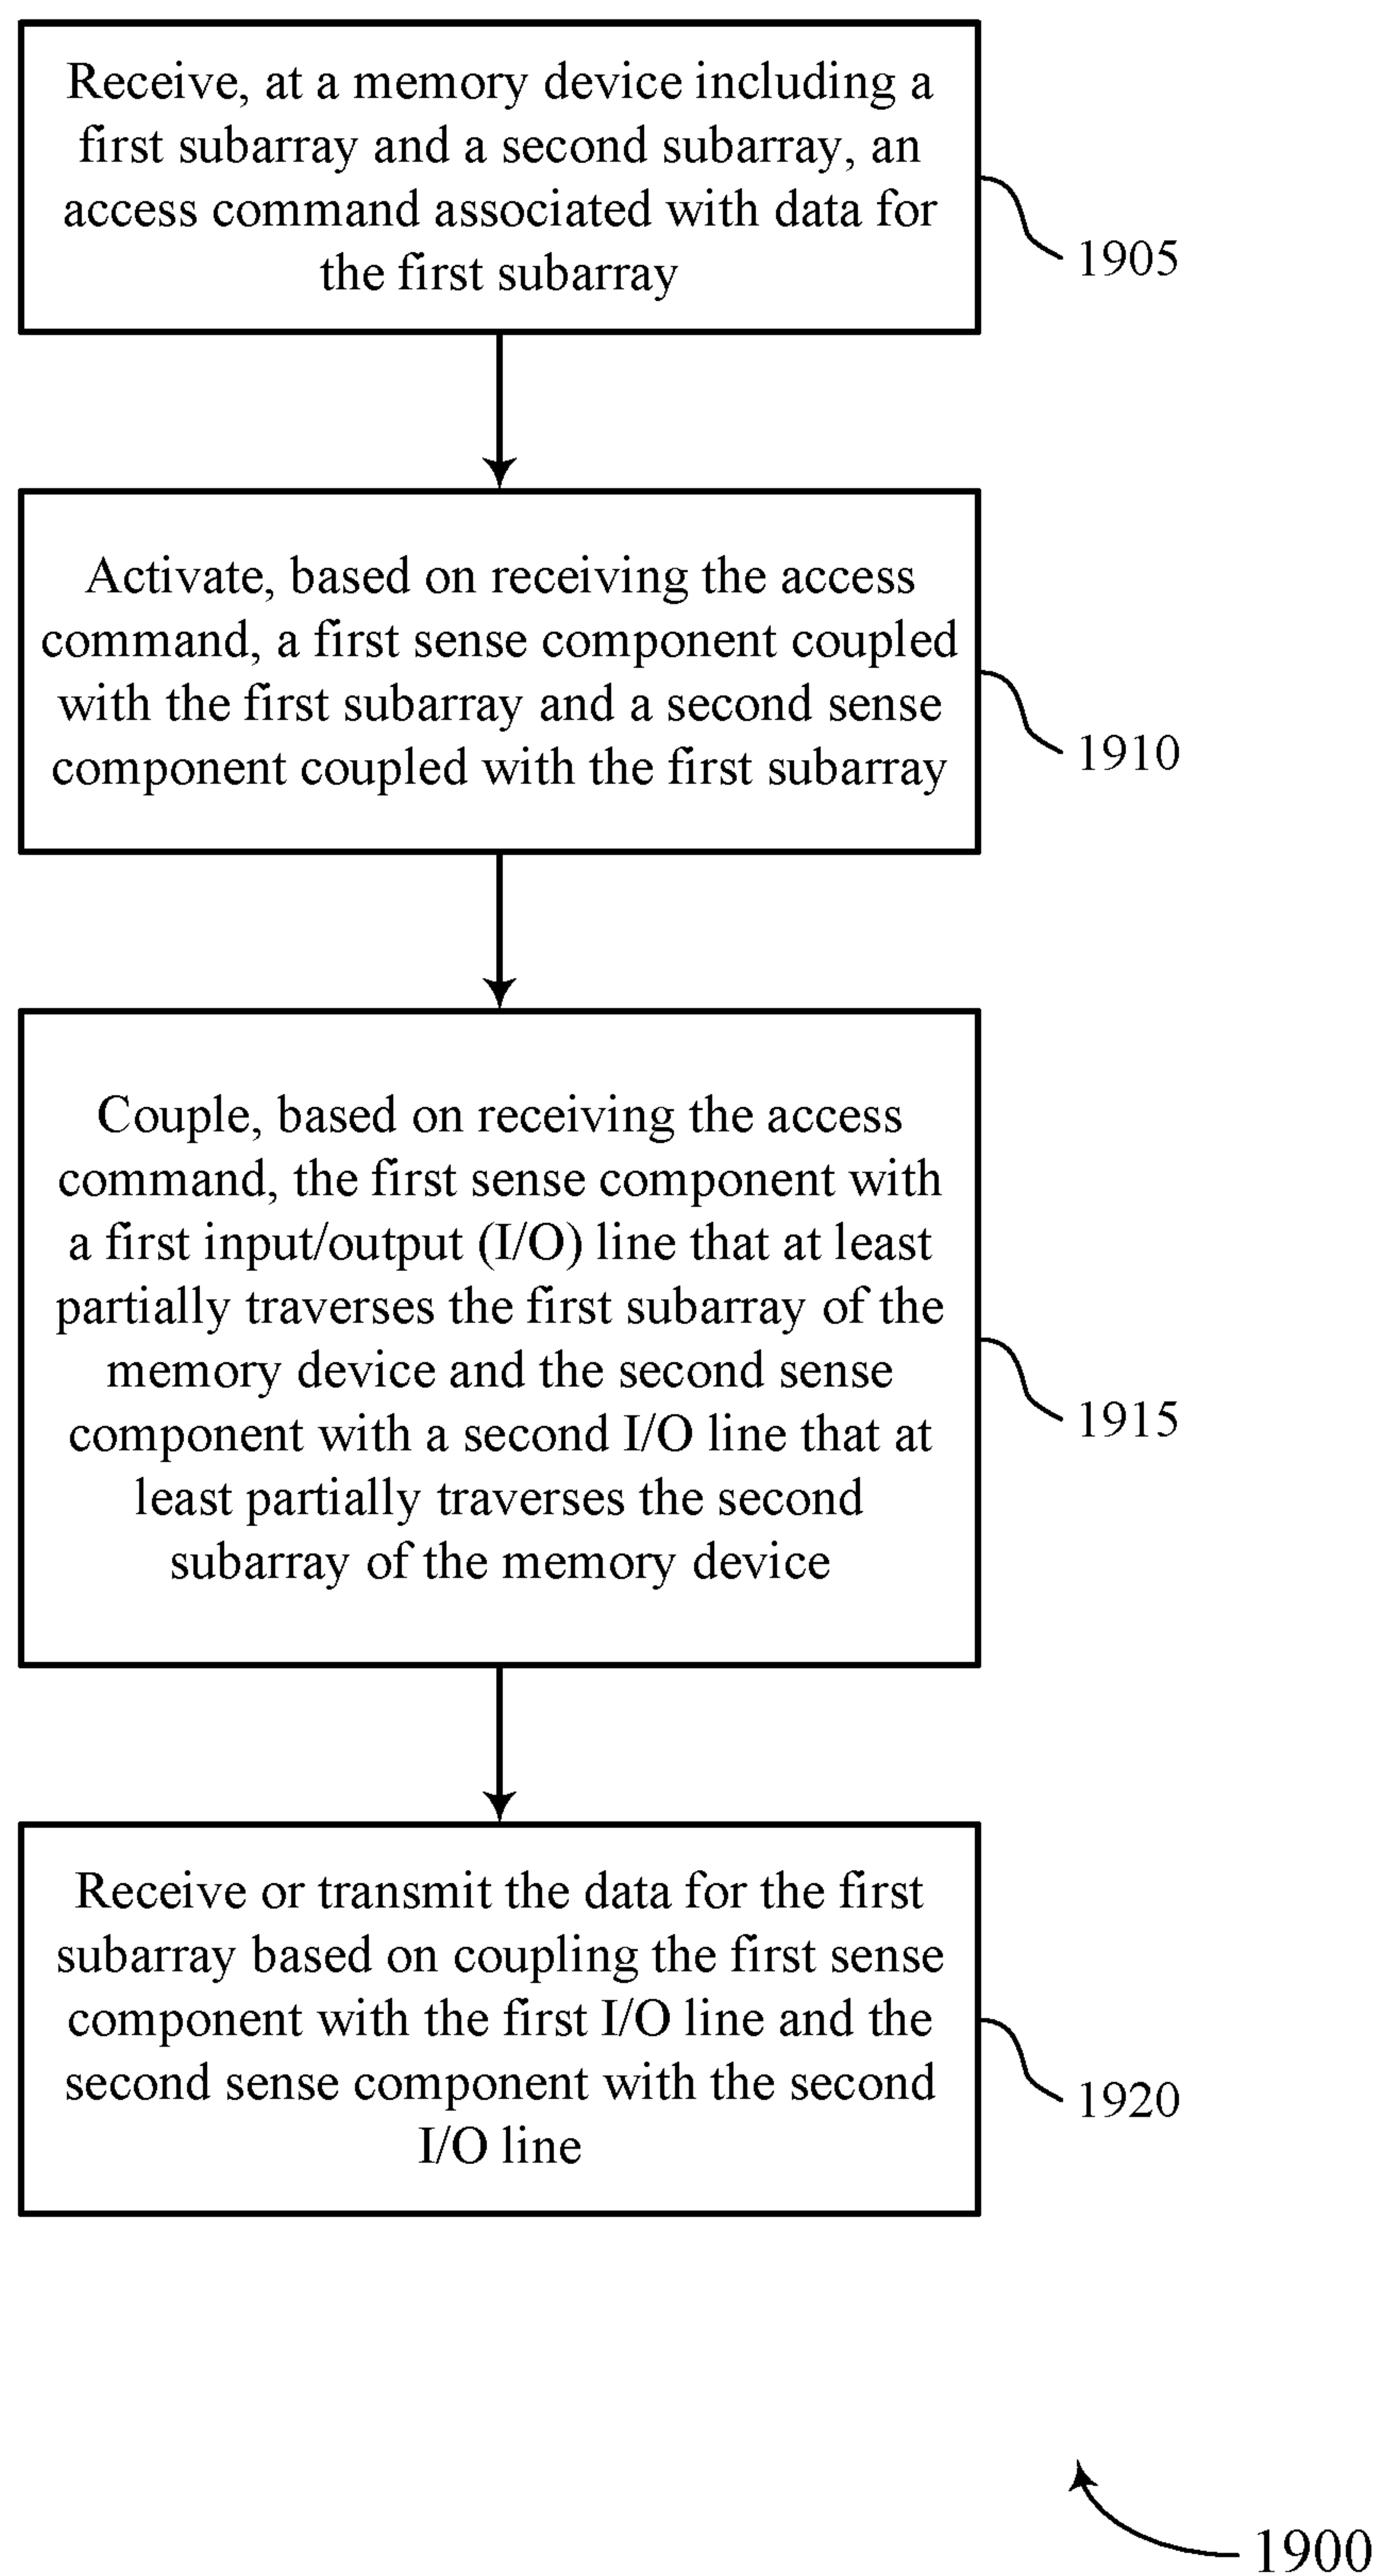 Receive, at a memory device including a
first subarray and a second subarray, an
access command associated with data for
the first subarray
1905
Activate, based on receiving the access
command, a first sense component coupled
with the first subarray and a second sense
component coupled with the first subarray
1910
Couple, based on receiving the access
command, the first sense component with
a first input/output (I/O) line that at least
partially traverses the first subarray of the
memory device and the second sense
component with a second I/O line that at
least partially traverses the second
subarray of the memory device
1915
Receive or transmit the data for the first
subarray based on coupling the first sense
component with the first I/O line and the
second sense component with the second
I/O line
1920
1900